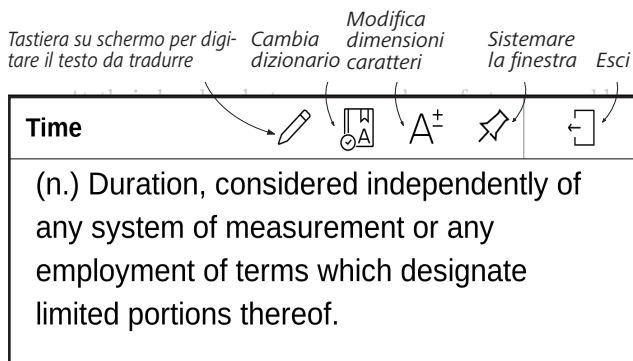 Tastiera su schermo per digi-
tare il testo da tradurre
Cambia
dizionario
Modifica
dimensioni
caratteri
Sistemare
la finestra
Esci
Time
A
A±
(n.) Duration, considered independently of
any system of measurement or any
employment of terms which designate
limited portions thereof.